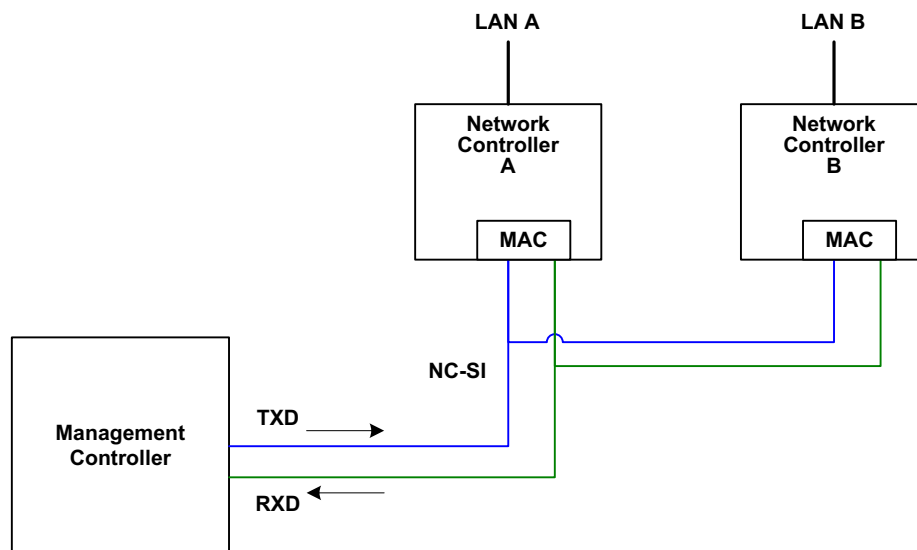 LAN A
LAN B
Network
Controller
A
Network
Controller
B
MAC
MAC
NC-SI
TXD
Management
Controller
RXD